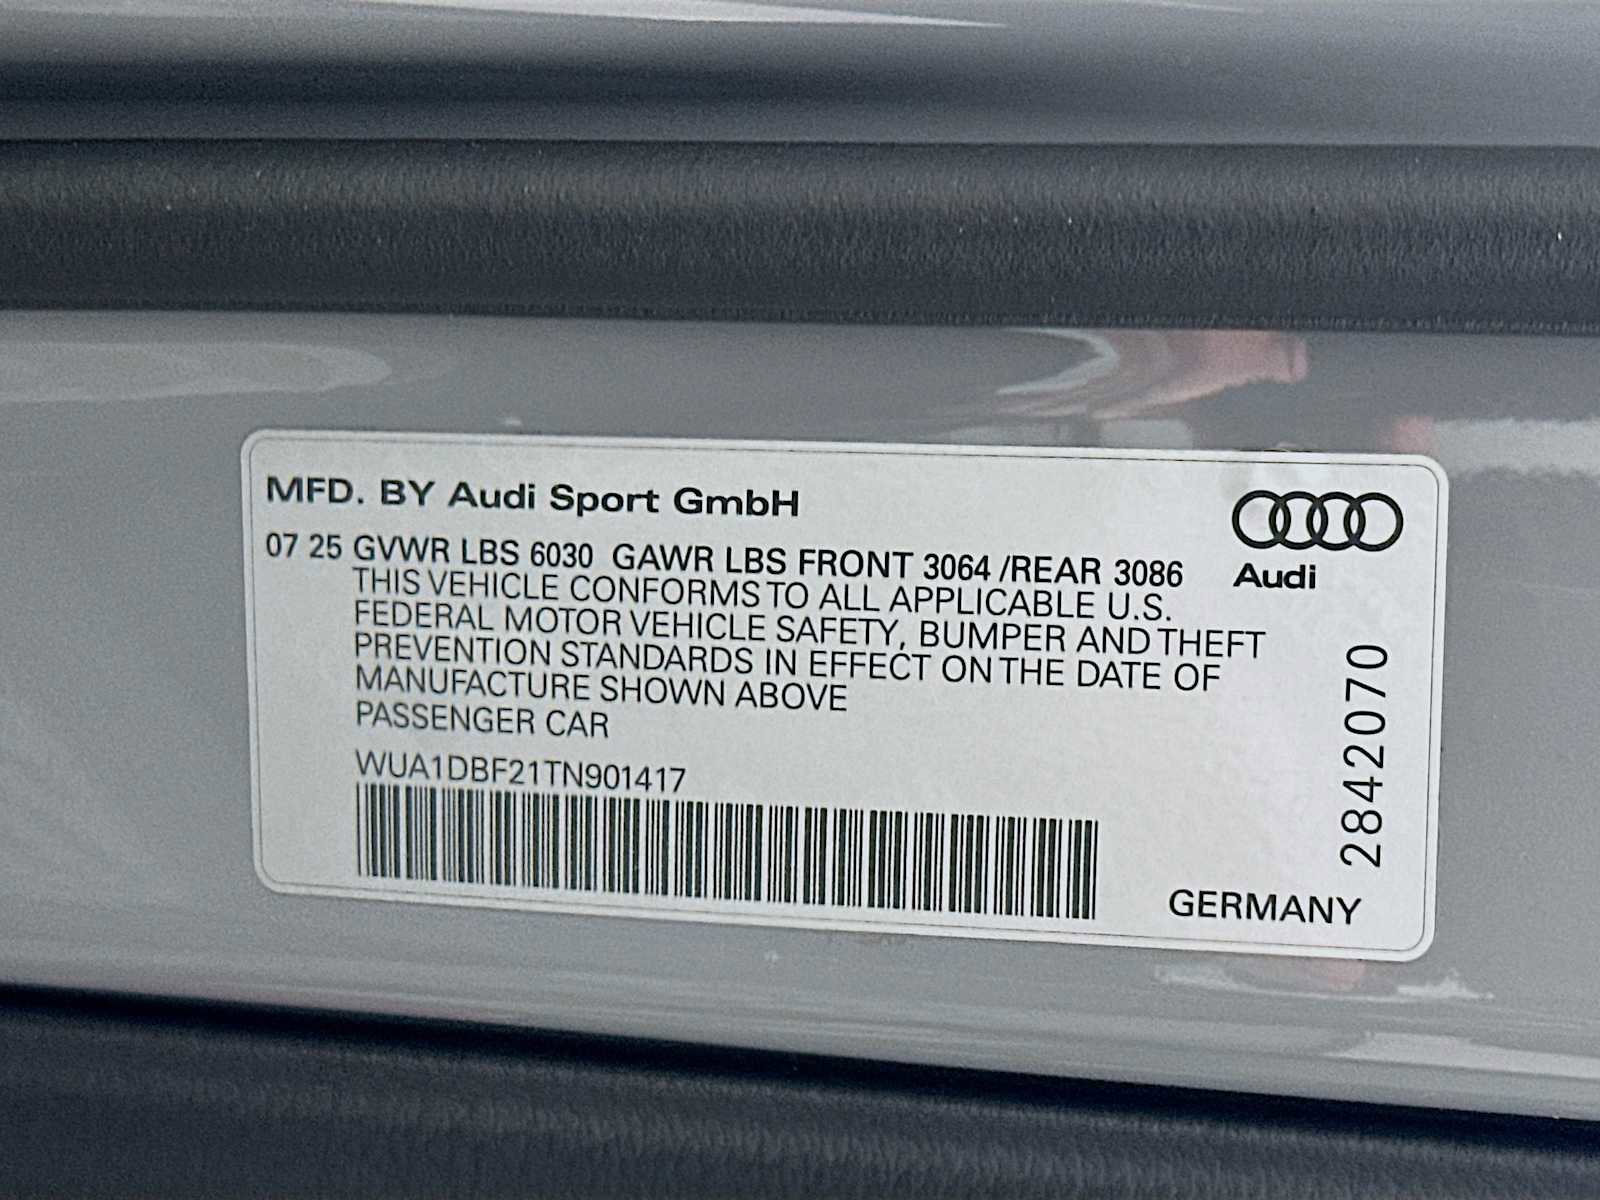 MFD. BY Audi Sport GmbH
07 25 GVWR LBS 6030 GAWR LBS FRONT 3064 /REAR 3086
THIS VEHICLE CONFORMS TO ALL APPLICABLE U.S.
FEDERAL MOTOR VEHICLE SAFETY, BUMPER AND THEFT
PREVENTION STANDARDS IN EFFECT ON THE DATE OF
MANUFACTURE SHOWN ABOVE
PASSENGER CAR
WUA1DBF21TN901417
Audi
2842070
GERMANY